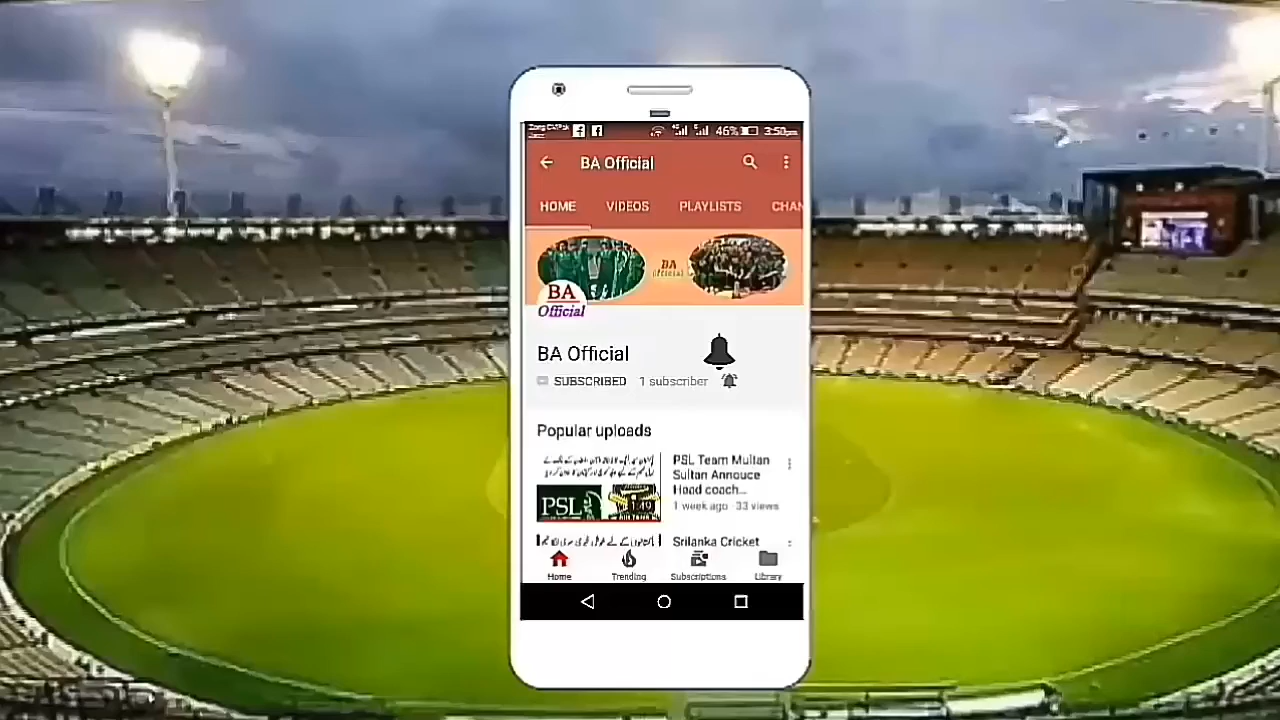 46% 3:50pm
BA Official
HOME VIDEOS PLAYLISTS CHAN
BA
official
BA
Official
BA Official
SUBSCRIBED 1 subscriber
Popular uploads
PSL Team Multan
Sultan Annouce
Head coach...
1 week ago · 33 views
PSL
1:49
Srilanka Cricket
Home Trending Subscriptions Library